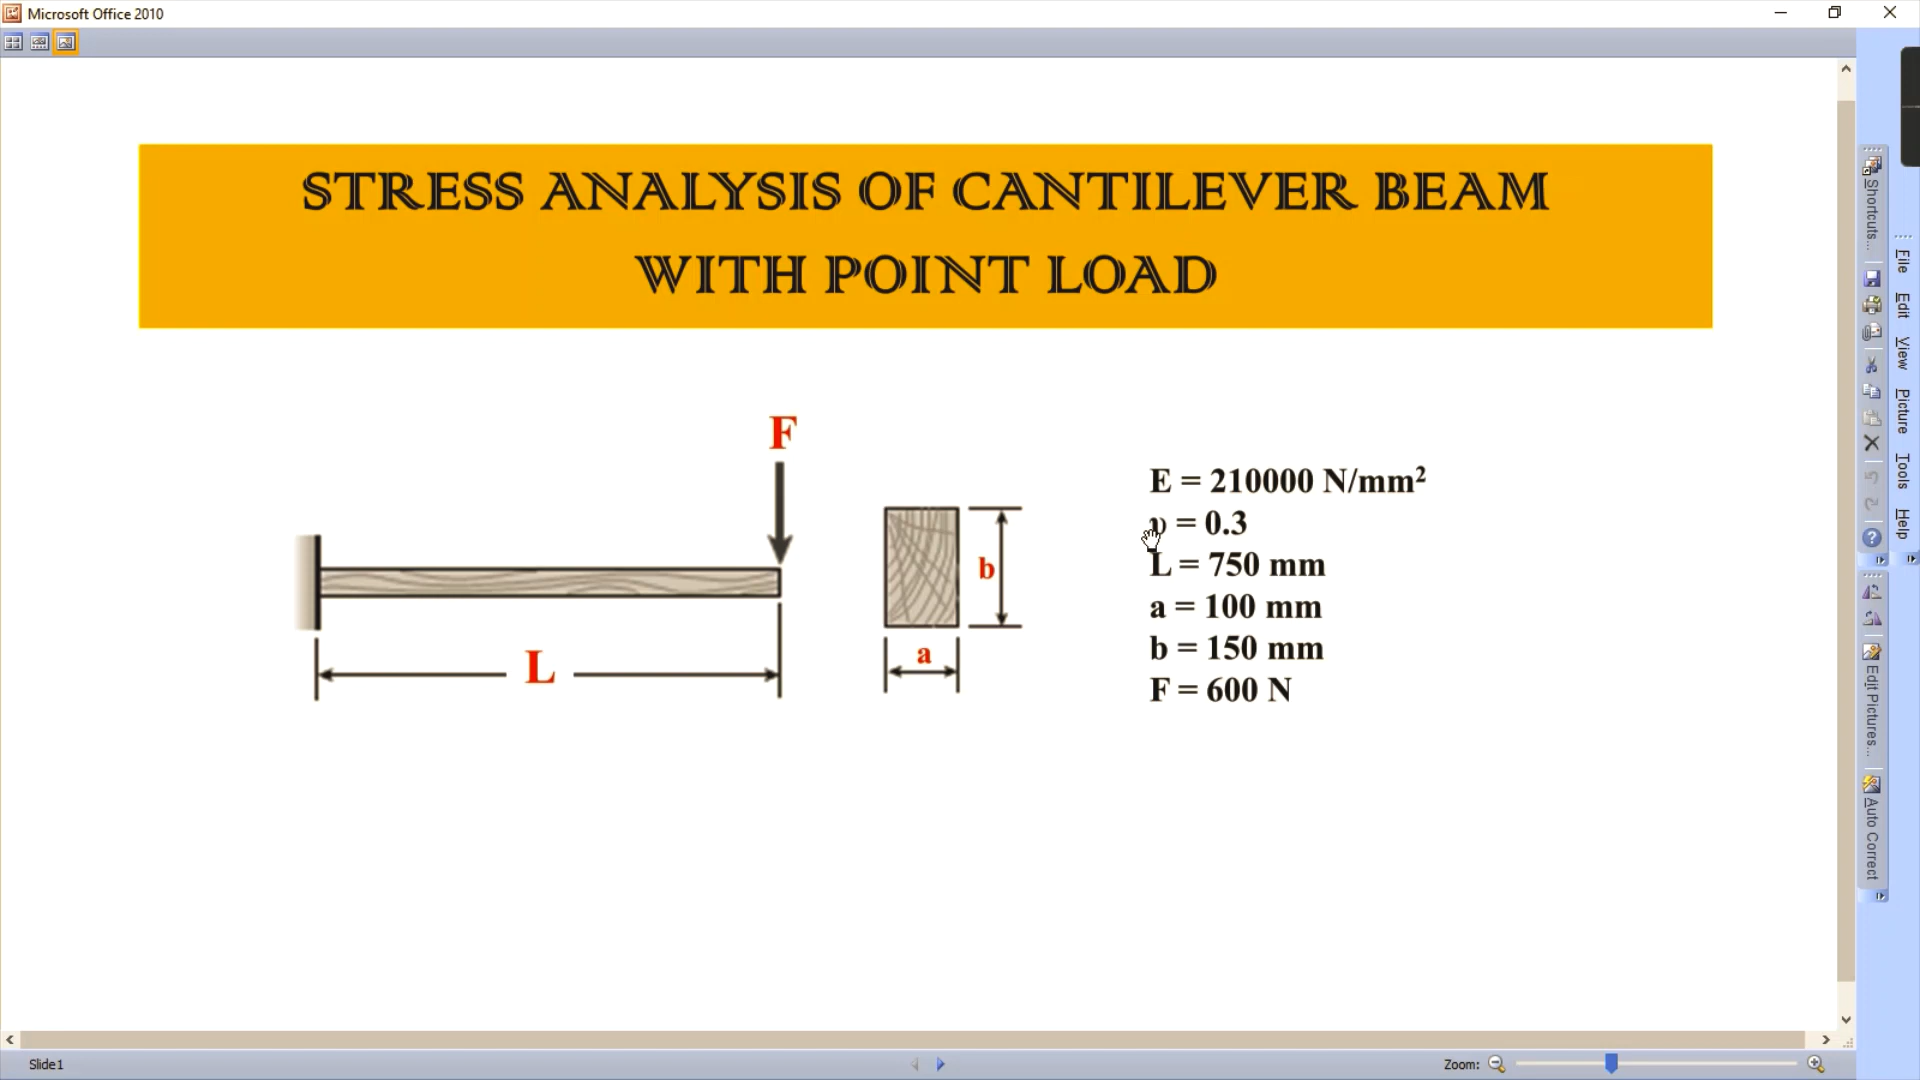 Microsoft Office 2010
STRESS ANALYSIS OF CANTILEVER BEAM
WITH POINT LOAD
F
L
b
a
E = 210000 N/mm²
υ = 0.3
L = 750 mm
a = 100 mm
b = 150 mm
F = 600 N
Shortcuts...
Edit Pictures...
Auto Correct
File
Edit
View
Picture
Tools
Help
Slide1
Zoom: